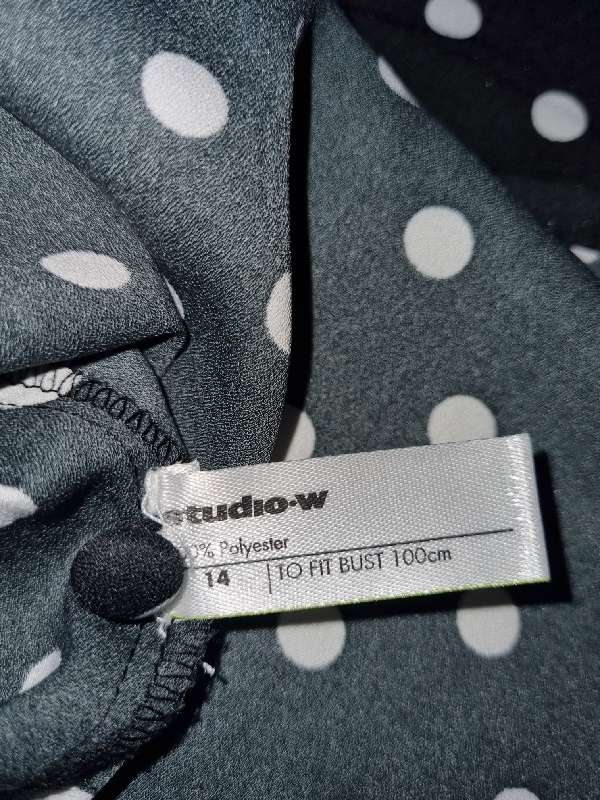 studio·w
0% Polyester
14 | TO FIT BUST 100cm